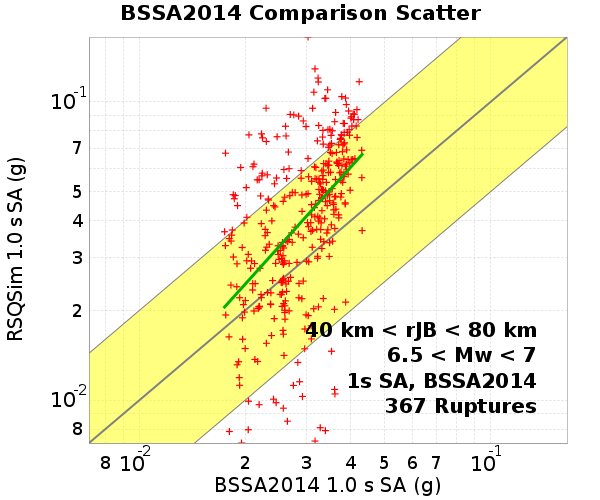 BSSA2014 Comparison Scatter
RSQSim 1.0 s SA (g)
10-1
7
5
4
3
2
10-2
8
40 km < rJB < 80 km
6.5 < Mw < 7
1s SA, BSSA2014
367 Ruptures
8 10-2 2 3 4 5 6 7 10-1
BSSA2014 1.0 s SA (g)